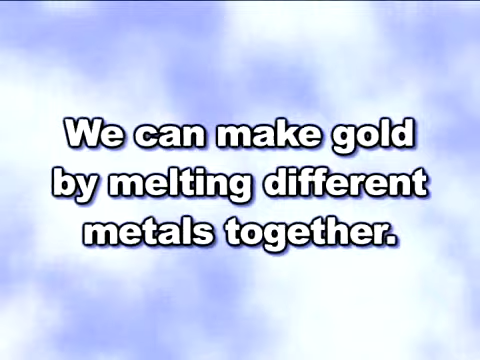 We can make gold
by melting different
metals together.